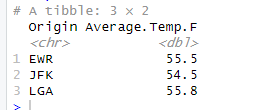 # A tibble: 3 × 2
Origin Average.Temp.F
<chr> <dbl>
1 EWR 55.5
2 JFK 54.5
3 LGA 55.8
>